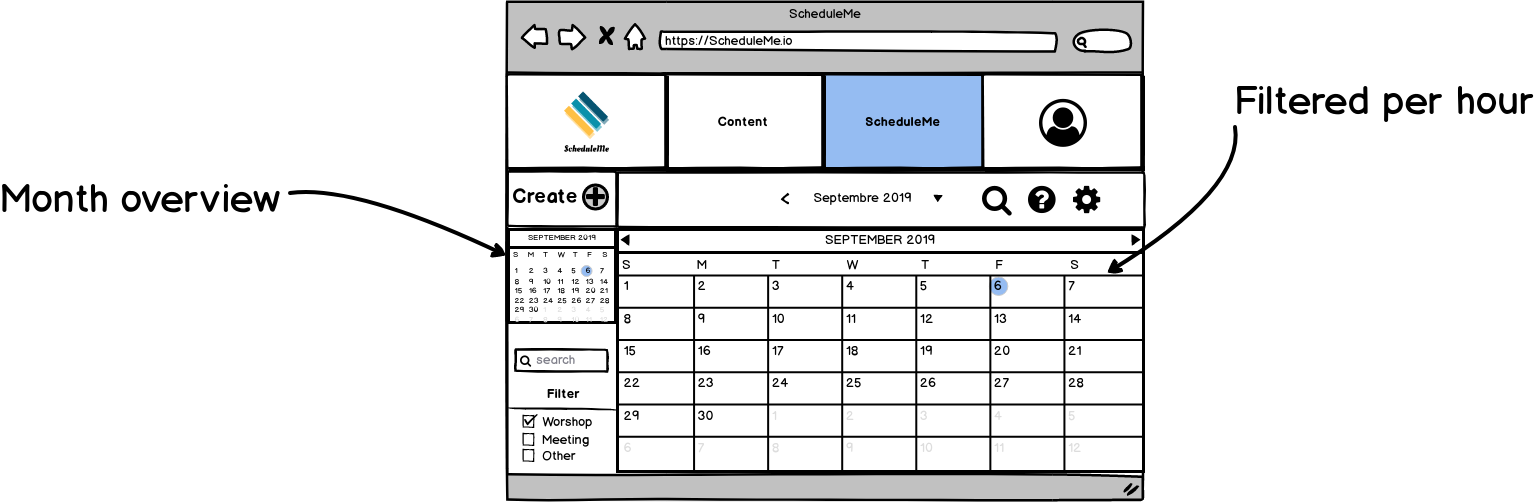 ScheduleMe
https://ScheduleMe.io
Filtered per hour
ScheduleMe
Content
ScheduleMe
Month overview
Create
< Septembre 2019
?
SEPTEMBER 2019
S M T W T F S
1 2 3 4 5 6 7
8 9 10 11 12 13 14
15 16 17 18 19 20 21
22 23 24 25 26 27 28
29 30 1 2 3 4 5
search
Filter
Worshop
Meeting
Other
SEPTEMBER 2019
S M T W T F S
1 2 3 4 5 6 7
8 9 10 11 12 13 14
15 16 17 18 19 20 21
22 23 24 25 26 27 28
29 30 1 2 3 4 5
6 7 8 9 10 11 12